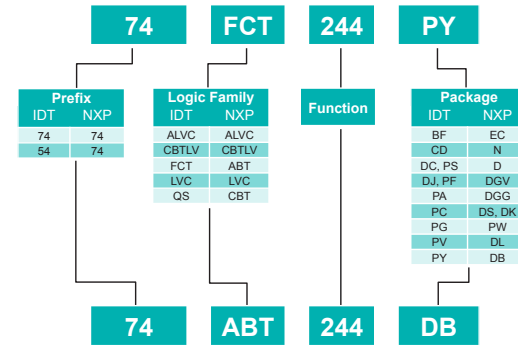 74 FCT 244 PY
Prefix
IDT NXP
74 74
54 74
Logic Family
IDT NXP
ALVC ALVC
CBTLV CBTLV
FCT ABT
LVC LVC
QS CBT
Function
Package
IDT NXP
BF EC
CD N
DC, PS D
DJ, PF DGV
PA DGG
PC DS, DK
PG PW
PV DL
PY DB
74 ABT 244 DB